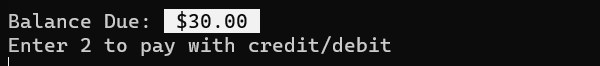 Balance Due: $30.00
Enter 2 to pay with credit/debit